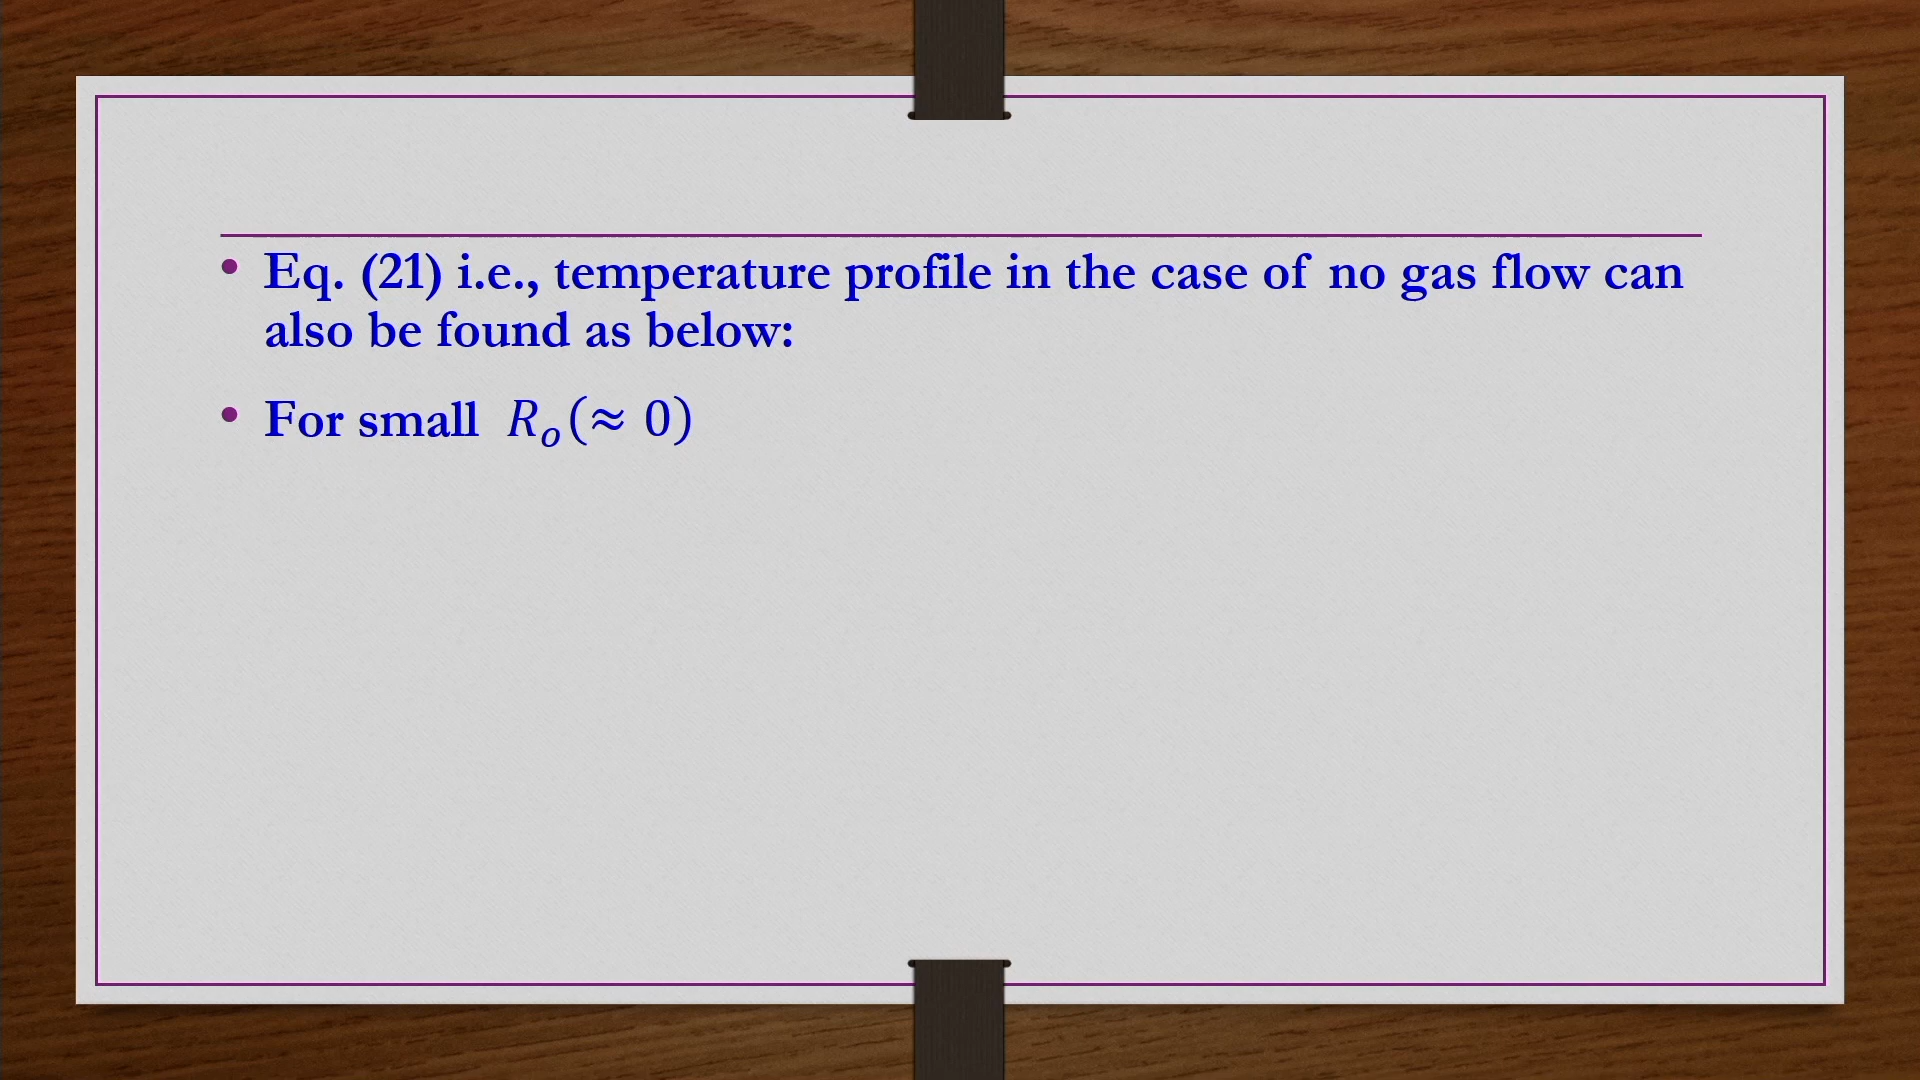 • Eq. (21) i.e., temperature profile in the case of no gas flow can
also be found as below:
• For small R_o(≈ 0)